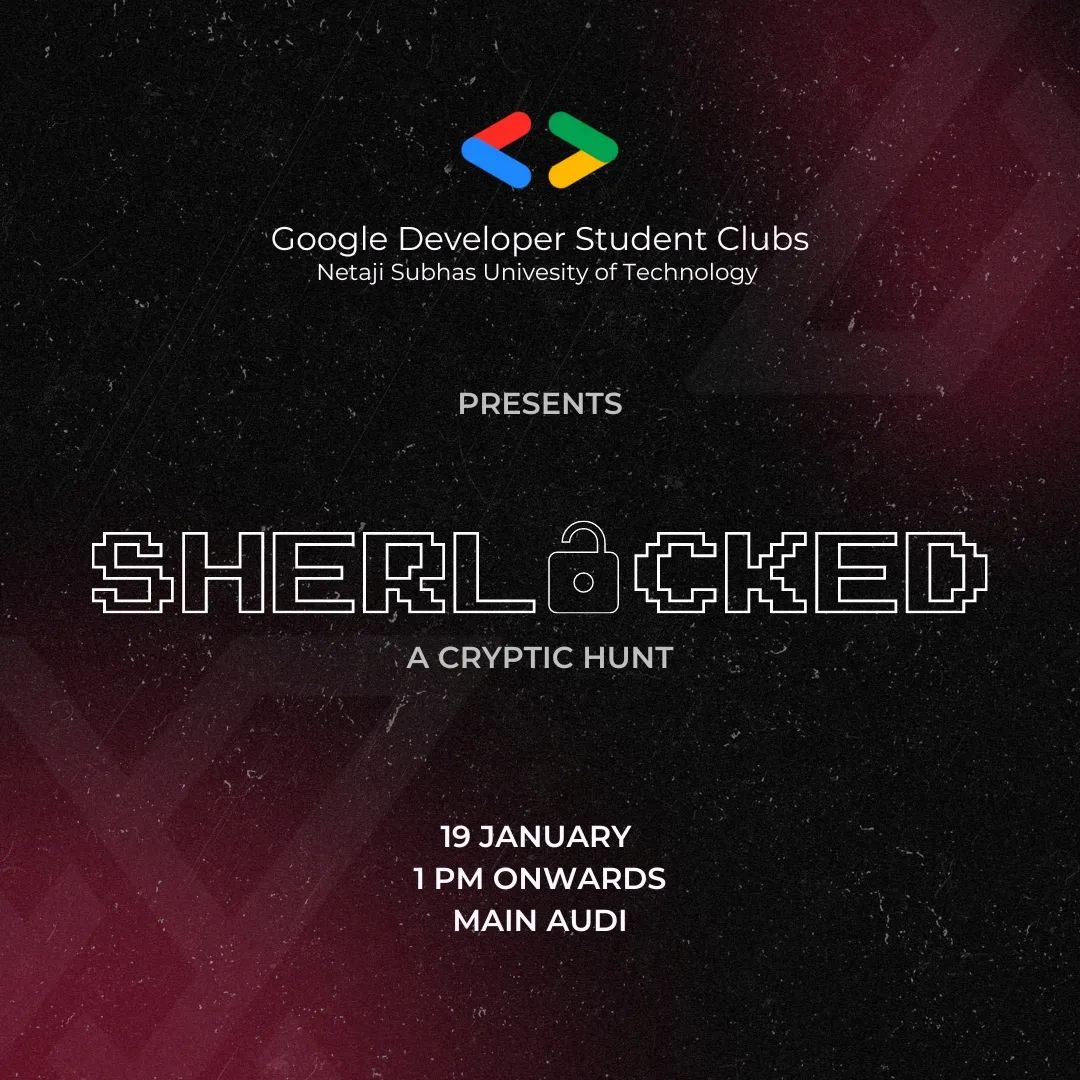 Google Developer Student Clubs
Netaji Subhas Univesity of Technology
PRESENTS
SHERLOCKED
A CRYPTIC HUNT
19 JANUARY
1 PM ONWARDS
MAIN AUDI